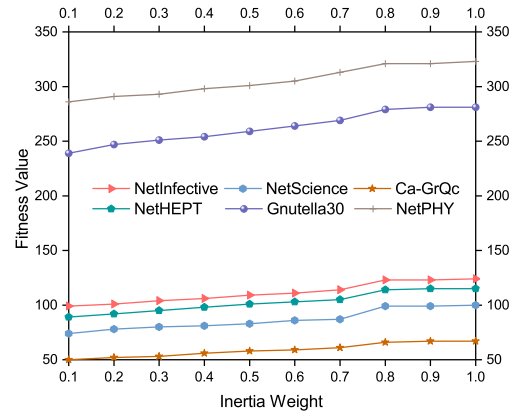 0.1 0.2 0.3 0.4 0.5 0.6 0.7 0.8 0.9 1.0
350 350
300 300
250 250
200 200
150 150
100 100
50 50
Fitness Value
NetInfective NetScience Ca-GrQc
NetHEPT Gnutella30 NetPHY
0.1 0.2 0.3 0.4 0.5 0.6 0.7 0.8 0.9 1.0
Inertia Weight